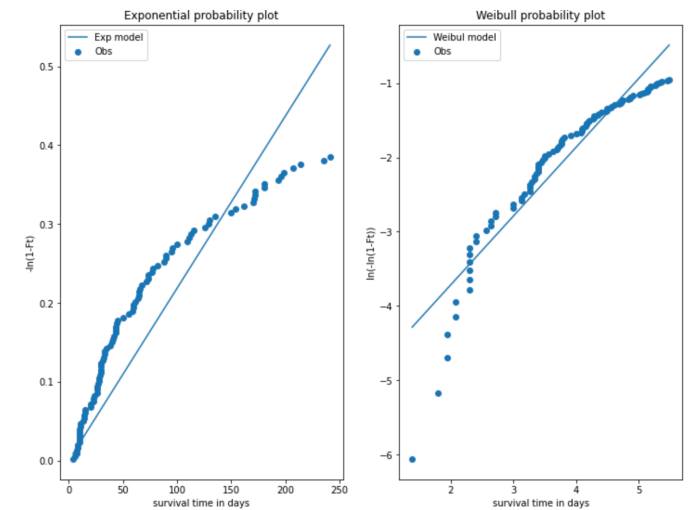 Exponential probability plot
Exp model
Obs
0.5
0.4
0.3
0.2
0.1
0.0
-ln(1-Ft)
0 50 100 150 200 250
survival time in days
Weibull probability plot
Weibul model
Obs
−1
−2
−3
−4
−5
−6
ln(-ln(1-Ft))
2 3 4 5
survival time in days